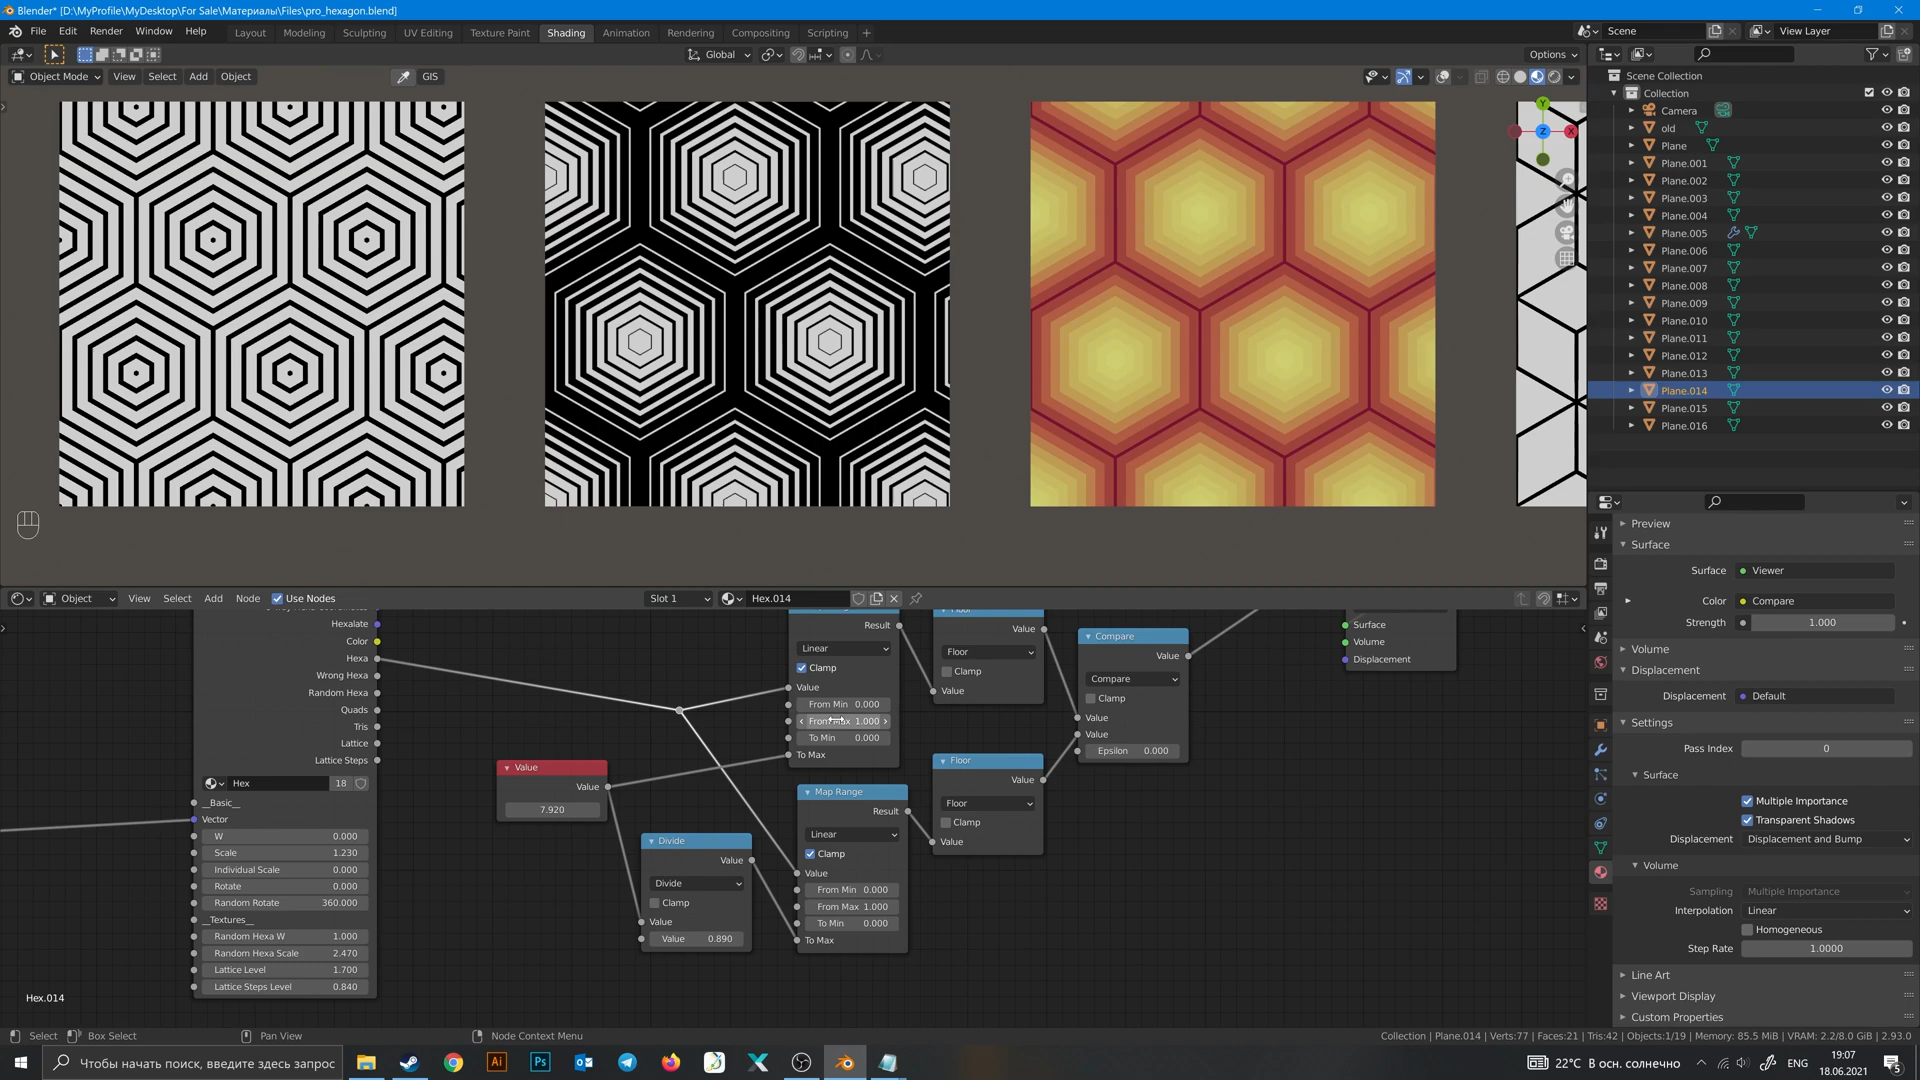 Blender* [D:\MyProfile\MyDesktop\For Sale\Материалы\Files\pro_hexagon.blend]
File Edit Render Window Help Layout Modeling Sculpting UV Editing Texture Paint Shading Animation Rendering Compositing Scripting + Scene View Layer
Global Options
Object Mode View Select Add Object GIS
Y
Z
X
Scene Collection
Collection
Camera
old
Plane
Plane.001
Plane.002
Plane.003
Plane.004
Plane.005
Plane.006
Plane.007
Plane.008
Plane.009
Plane.010
Plane.011
Plane.012
Plane.013
Plane.014
Plane.015
Plane.016
Preview
Surface
Surface Viewer
Color Compare
Strength 1.000
Volume
Displacement
Displacement Default
Settings
Pass Index 0
Surface
Multiple Importance
Transparent Shadows
Displacement Displacement and Bump
Volume
Sampling Multiple Importance
Interpolation Linear
Homogeneous
Step Rate 1.0000
Line Art
Viewport Display
Custom Properties
Object View Select Add Node Use Nodes Slot 1 Hex.014
Hexalate
Color
Hexa
Wrong Hexa
Random Hexa
Quads
Tris
Lattice
Lattice Steps
Hex 18
__Basic__
Vector
W 0.000
Scale 1.230
Individual Scale 0.000
Rotate 0.000
Random Rotate 360.000
__Textures__
Random Hexa W 1.000
Random Hexa Scale 2.470
Lattice Level 1.700
Lattice Steps Level 0.840
Value
Value
7.920
Divide
Value
Divide
Clamp
Value
Value 0.890
Result
Linear
Clamp
Value
From Min 0.000
From Max 1.000
To Min 0.000
To Max
Map Range
Result
Linear
Clamp
Value
From Min 0.000
From Max 1.000
To Min 0.000
To Max
Floor
Value
Floor
Clamp
Value
Floor
Value
Floor
Clamp
Value
Compare
Value
Compare
Clamp
Value
Value
Epsilon 0.000
Surface
Volume
Displacement
Hex.014
Select Box Select Pan View Node Context Menu Collection | Plane.014 | Verts:77 | Faces:21 | Tris:42 | Objects:1/19 | Memory: 85.5 MiB | VRAM: 2.2/8.0 GiB | 2.93.0
Чтобы начать поиск, введите здесь запрос Ai Ps 22°C В осн. солнечно ENG 19:07
18.06.2021 5